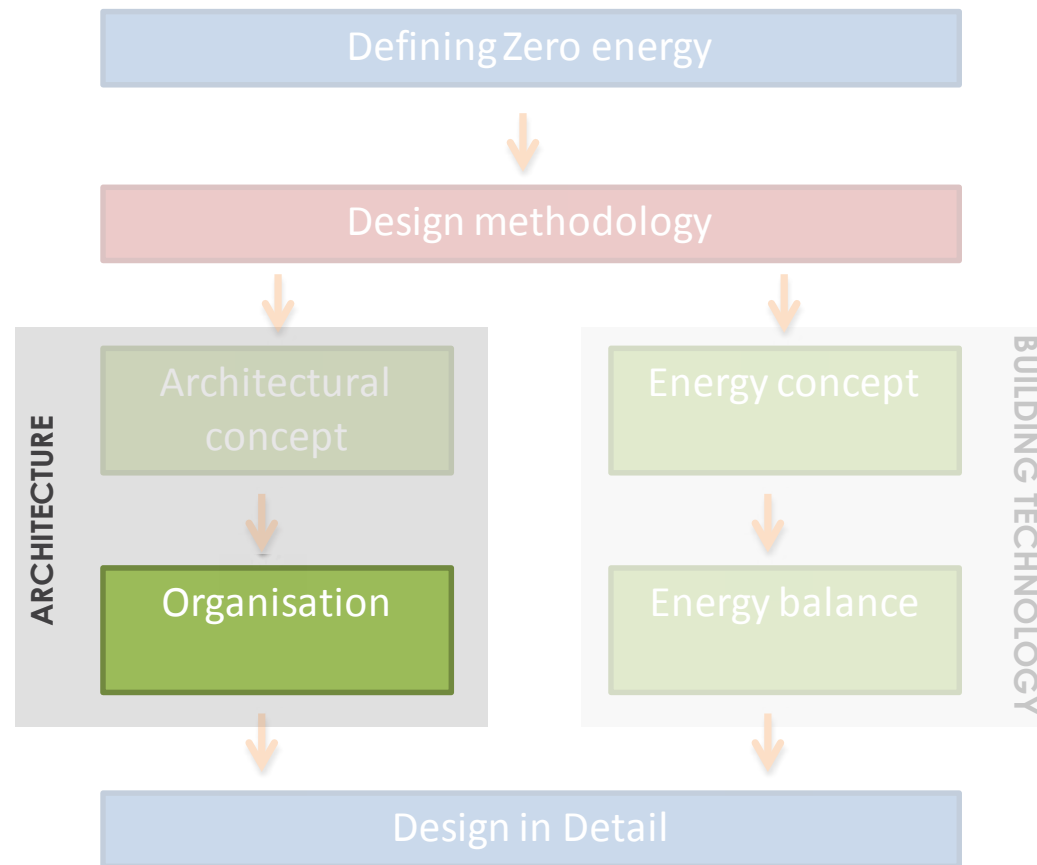 Defining Zero energy
Design methodology
ARCHITECTURE
Architectural
concept
Organisation
Energy concept
Energy balance
BUILDING TECHNOLOGY
Design in Detail